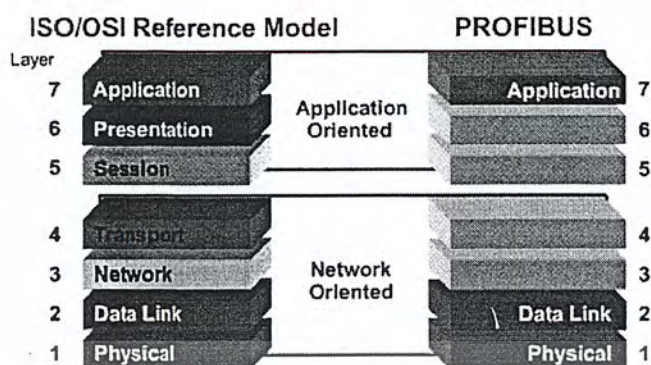 ISO/OSI Reference Model PROFIBUS
Layer
7 Application Application 7
Application
Oriented
6 Presentation 6
5 Session 5
4 Transport 4
3 Network 3
Network
Oriented
2 Data Link Data Link 2
1 Physical Physical 1